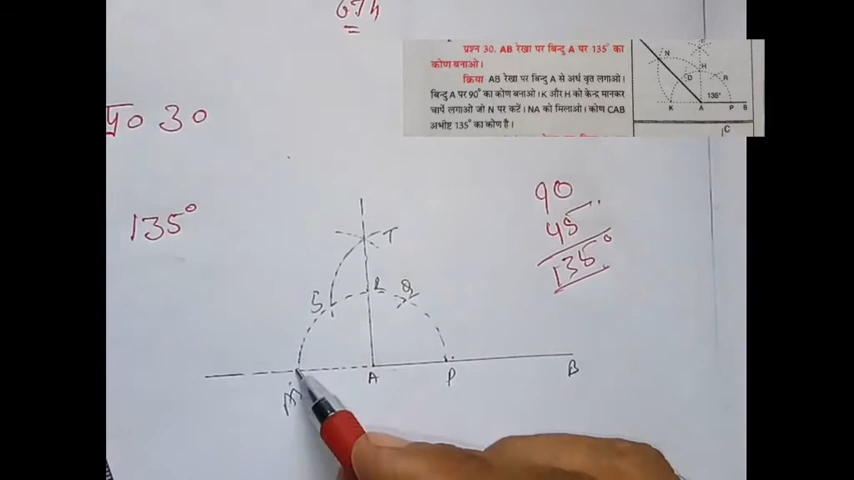 प्रश्न 30. AB रेखा पर बिन्दु A पर 135° का
कोण बनाओ।
क्रिया AB रेखा पर बिन्दु A से अर्ध वृत लगाओ।
बिन्दु A पर 90° का कोण बनाओ। K और H को केन्द्र मानकर
चापें लगाओ जो N पर कटें। NA को मिलाओ। कोण CAB
अभीष्ट 135° का कोण है।
N
H
D
R
135°
K A P B
C
प्र० 30
135°
90
45
135°
T
S
R
Q
M
A
P
B